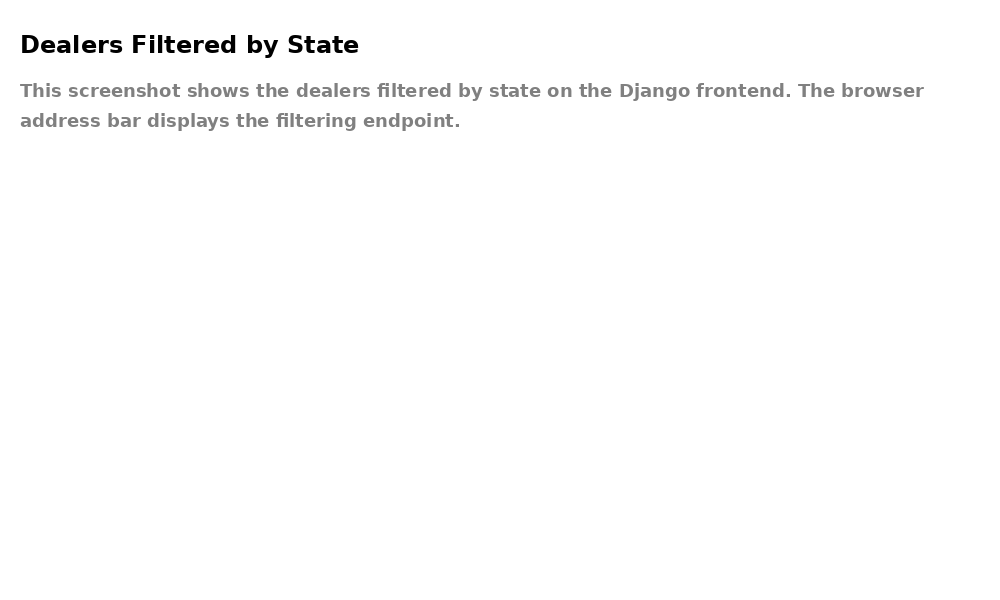 Dealers Filtered by State
This screenshot shows the dealers filtered by state on the Django frontend. The browser
address bar displays the filtering endpoint.